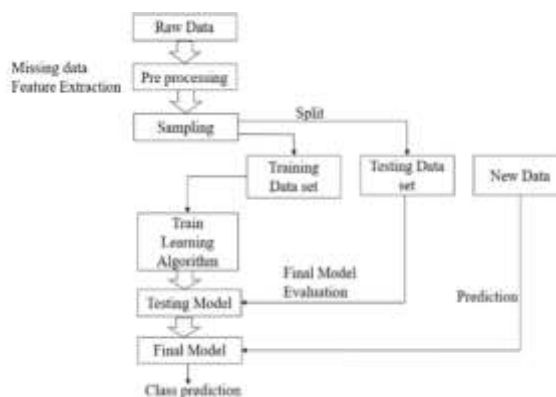 Raw Data
Missing data
Feature Extraction
Pre processing
Sampling
Split
Training
Data set
Testing Data
set
New Data
Train
Learning
Algorithm
Final Model
Evaluation
Prediction
Testing Model
Final Model
Class prediction